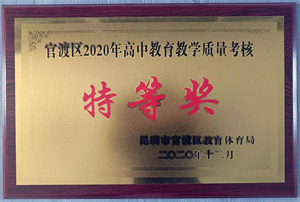 官渡区2020年高中教育教学质量考核
特等奖
昆明市官渡区教育体育局
二〇二〇年十二月